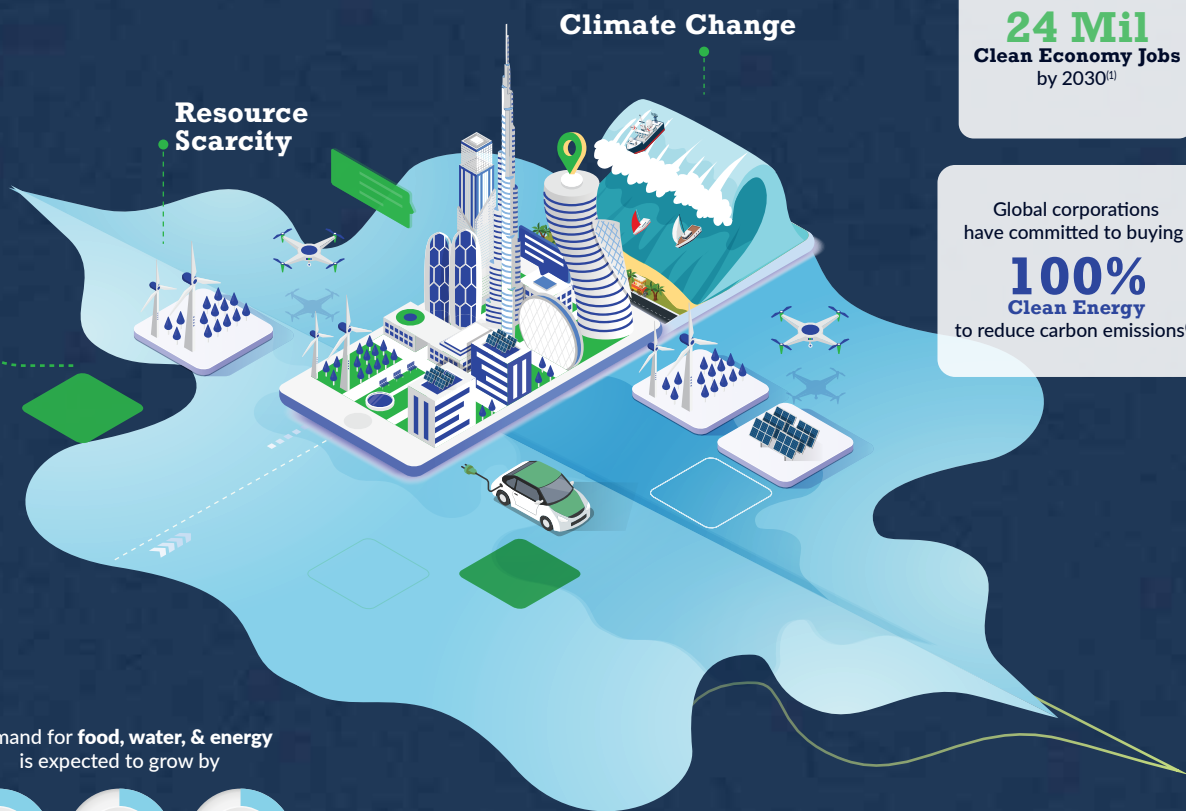 Climate Change
Resource
Scarcity
24 Mil
Clean Economy Jobs
by 2030(1)
Global corporations
have committed to buying
100%
Clean Energy
to reduce carbon emissions
for food, water, & energy
is expected to grow by